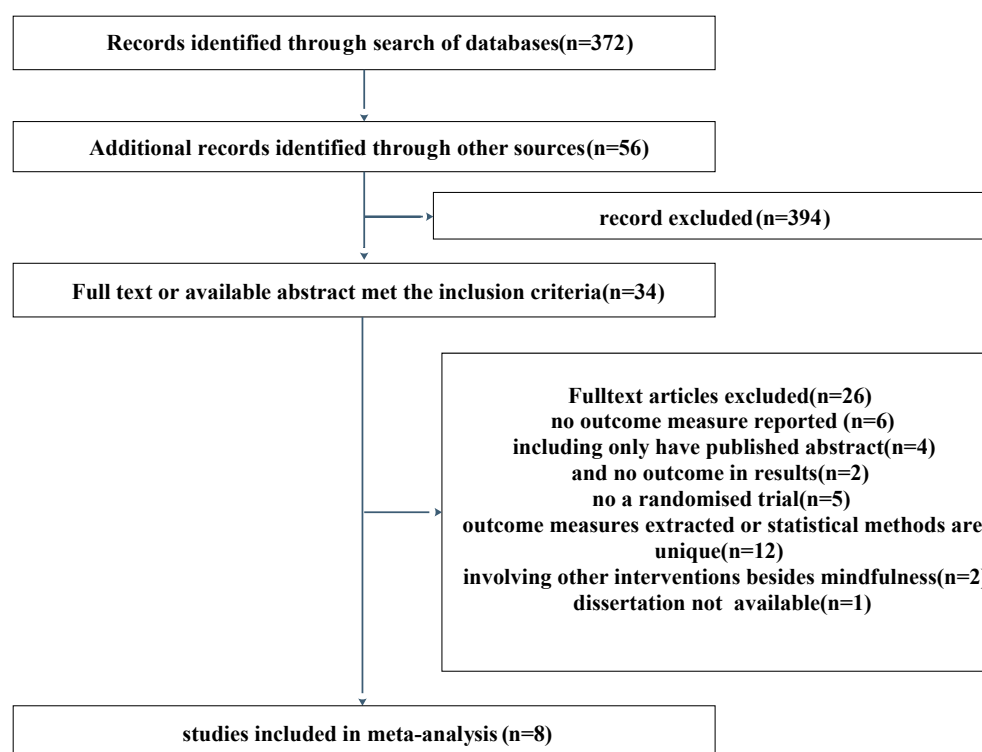 Records identified through search of databases(n=372)
Additional records identified through other sources(n=56)
record excluded(n=394)
Full text or available abstract met the inclusion criteria(n=34)
Fulltext articles excluded(n=26)
no outcome measure reported (n=6)
including only have published abstract(n=4)
and no outcome in results(n=2)
no a randomised trial(n=5)
outcome measures extracted or statistical methods are
unique(n=12)
involving other interventions besides mindfulness(n=2)
dissertation not available(n=1)
studies included in meta-analysis (n=8)